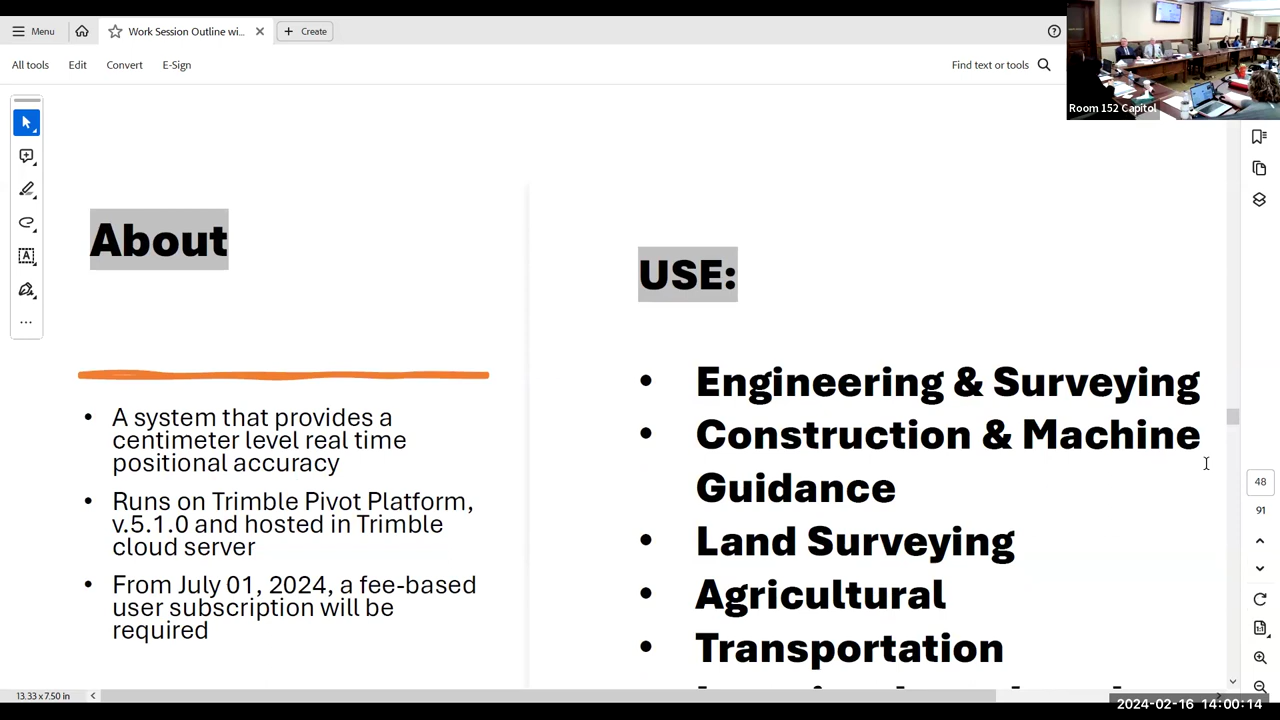 Menu
Work Session Outline wi...
Create
All tools
Edit
Convert
E-Sign
Find text or tools
Room 152 Capitol
About
A system that provides a
centimeter level real time
positional accuracy
Runs on Trimble Pivot Platform,
v.5.1.0 and hosted in Trimble
cloud server
From July 01, 2024, a fee-based
user subscription will be
required
USE:
Engineering & Surveying
Construction & Machine
Guidance
Land Surveying
Agricultural
Transportation
48
91
13.33 x 7.50 in
2024-02-16 14:00:14